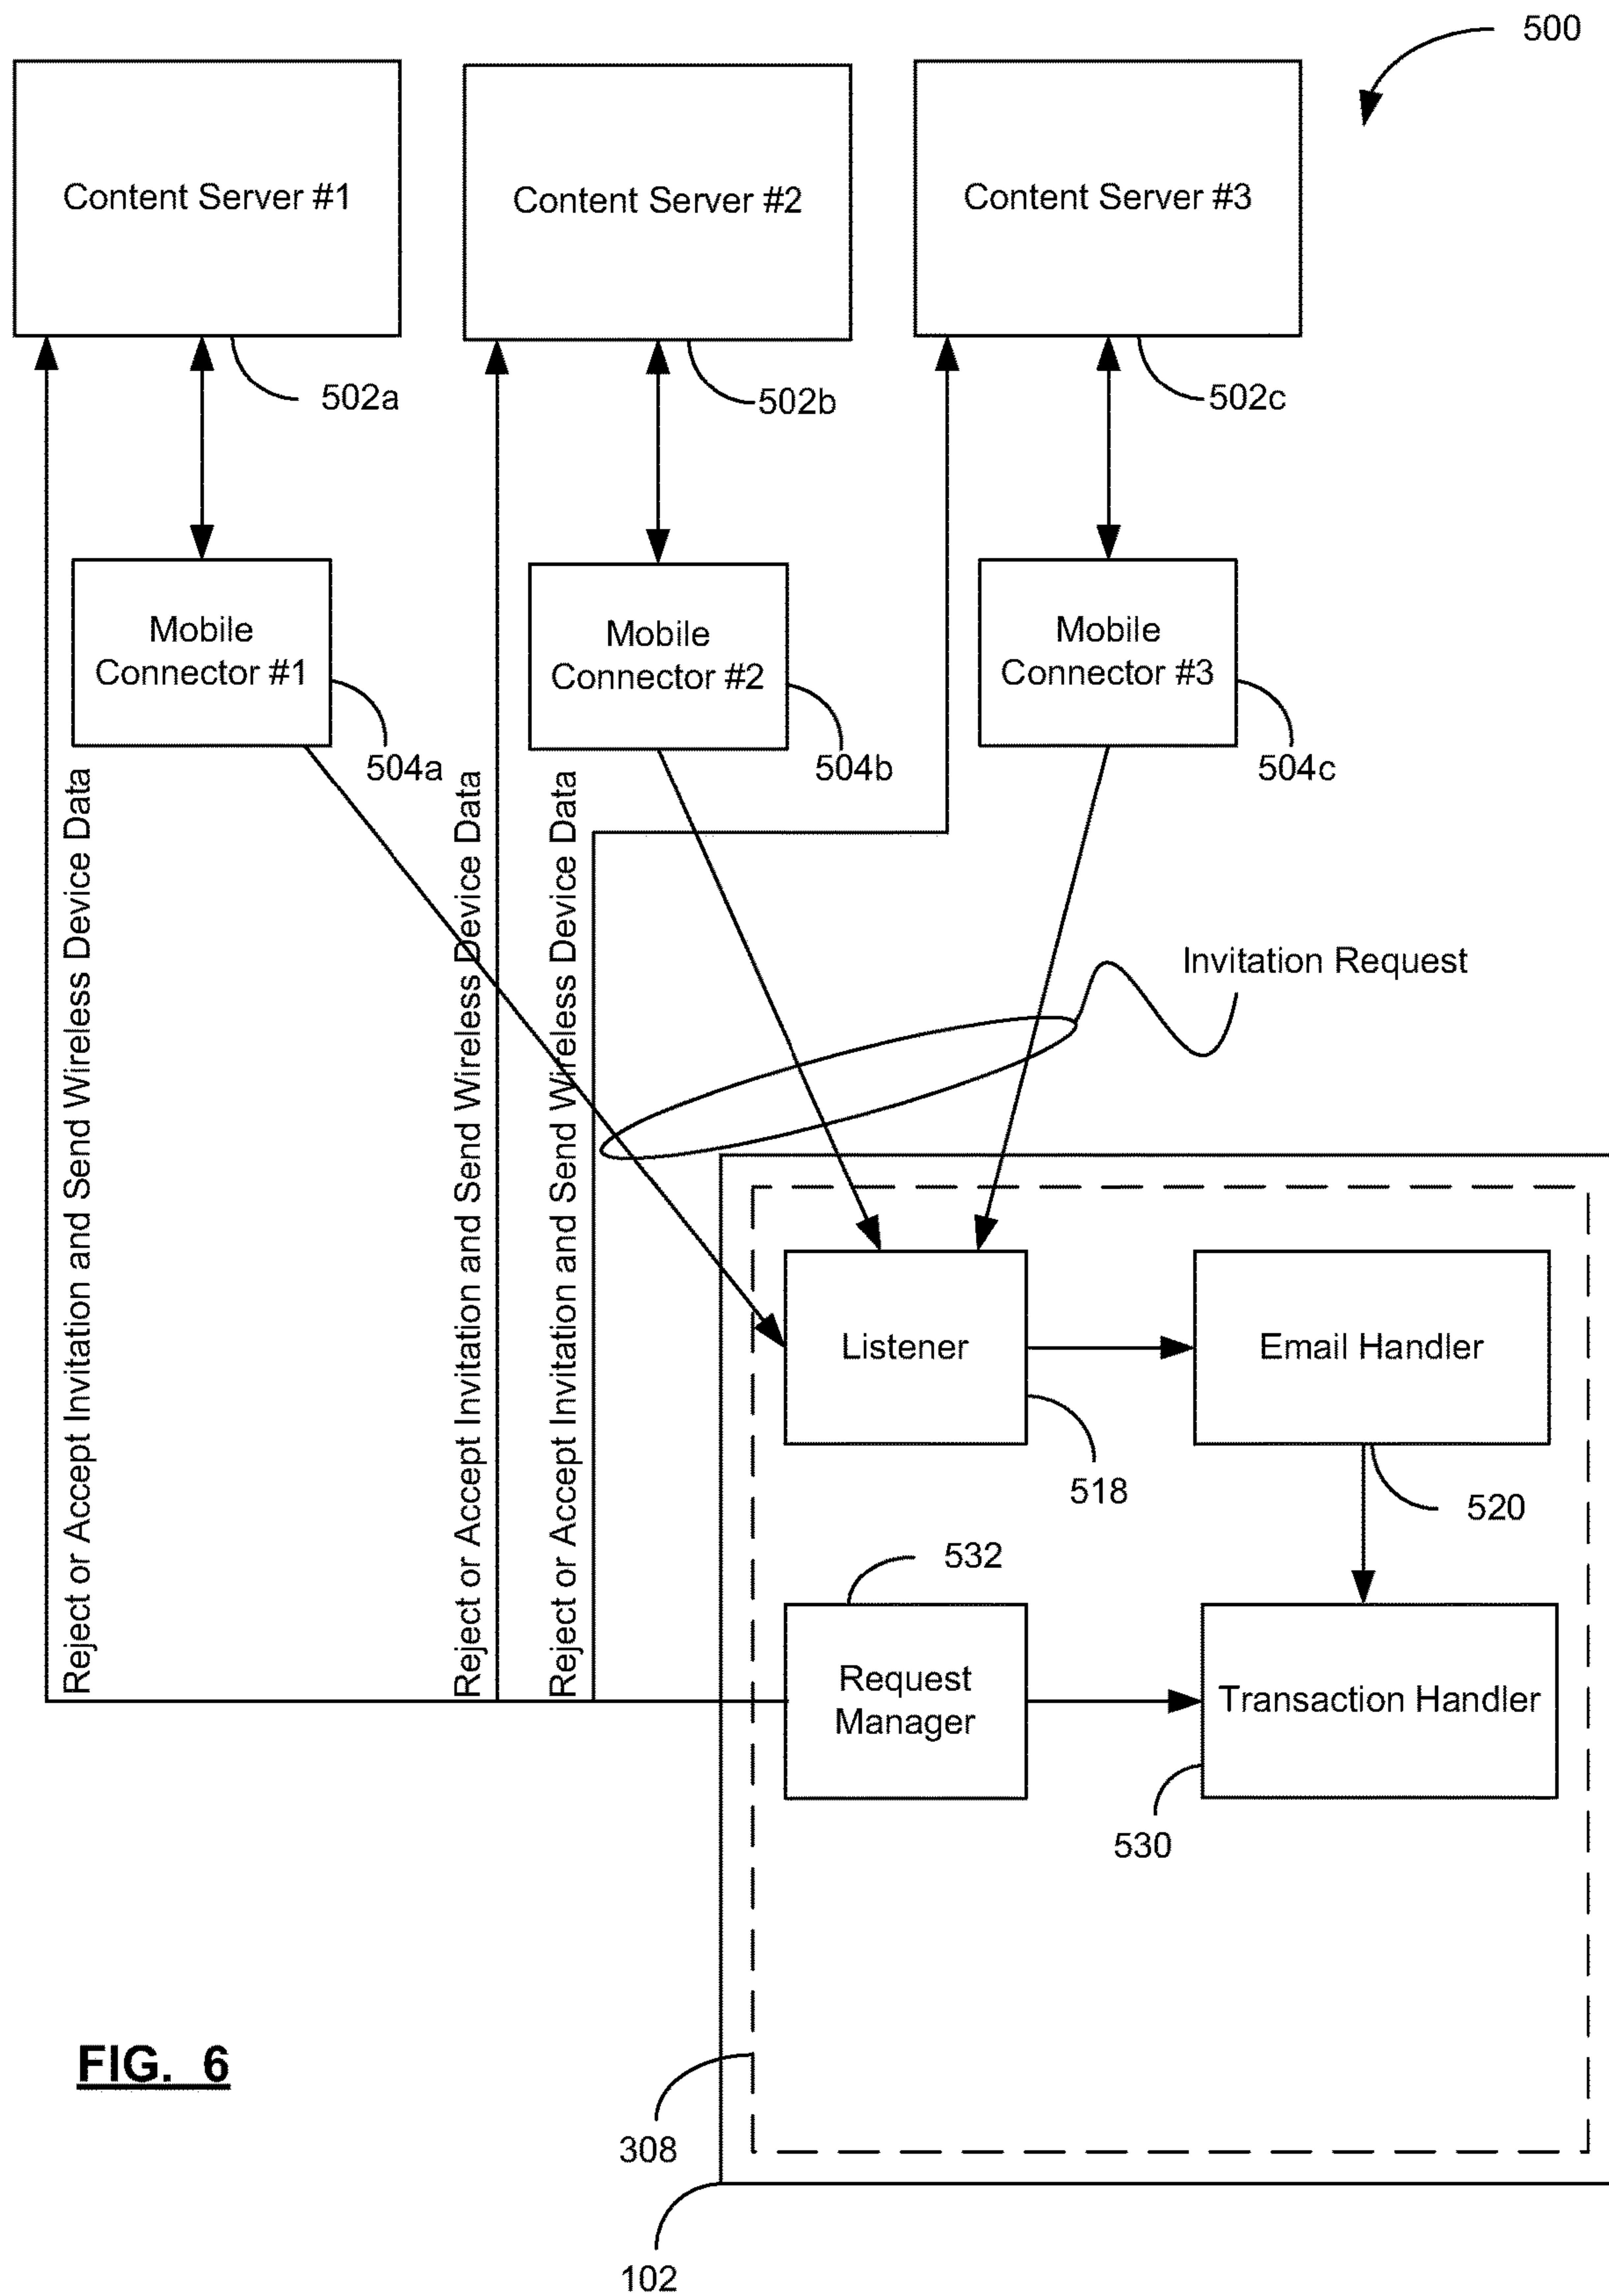 500
Content Server #1
Content Server #2
Content Server #3
502a
502b
502c
Mobile
Connector #1
Mobile
Connector #2
Mobile
Connector #3
504a
504b
504c
Reject or Accept Invitation and Send Wireless Device Data
Reject or Accept Invitation and Send Wireless Device Data
Reject or Accept Invitation and Send Wireless Device Data
Invitation Request
Listener
Email Handler
518
520
532
Request
Manager
Transaction Handler
530
FIG. 6
308
102